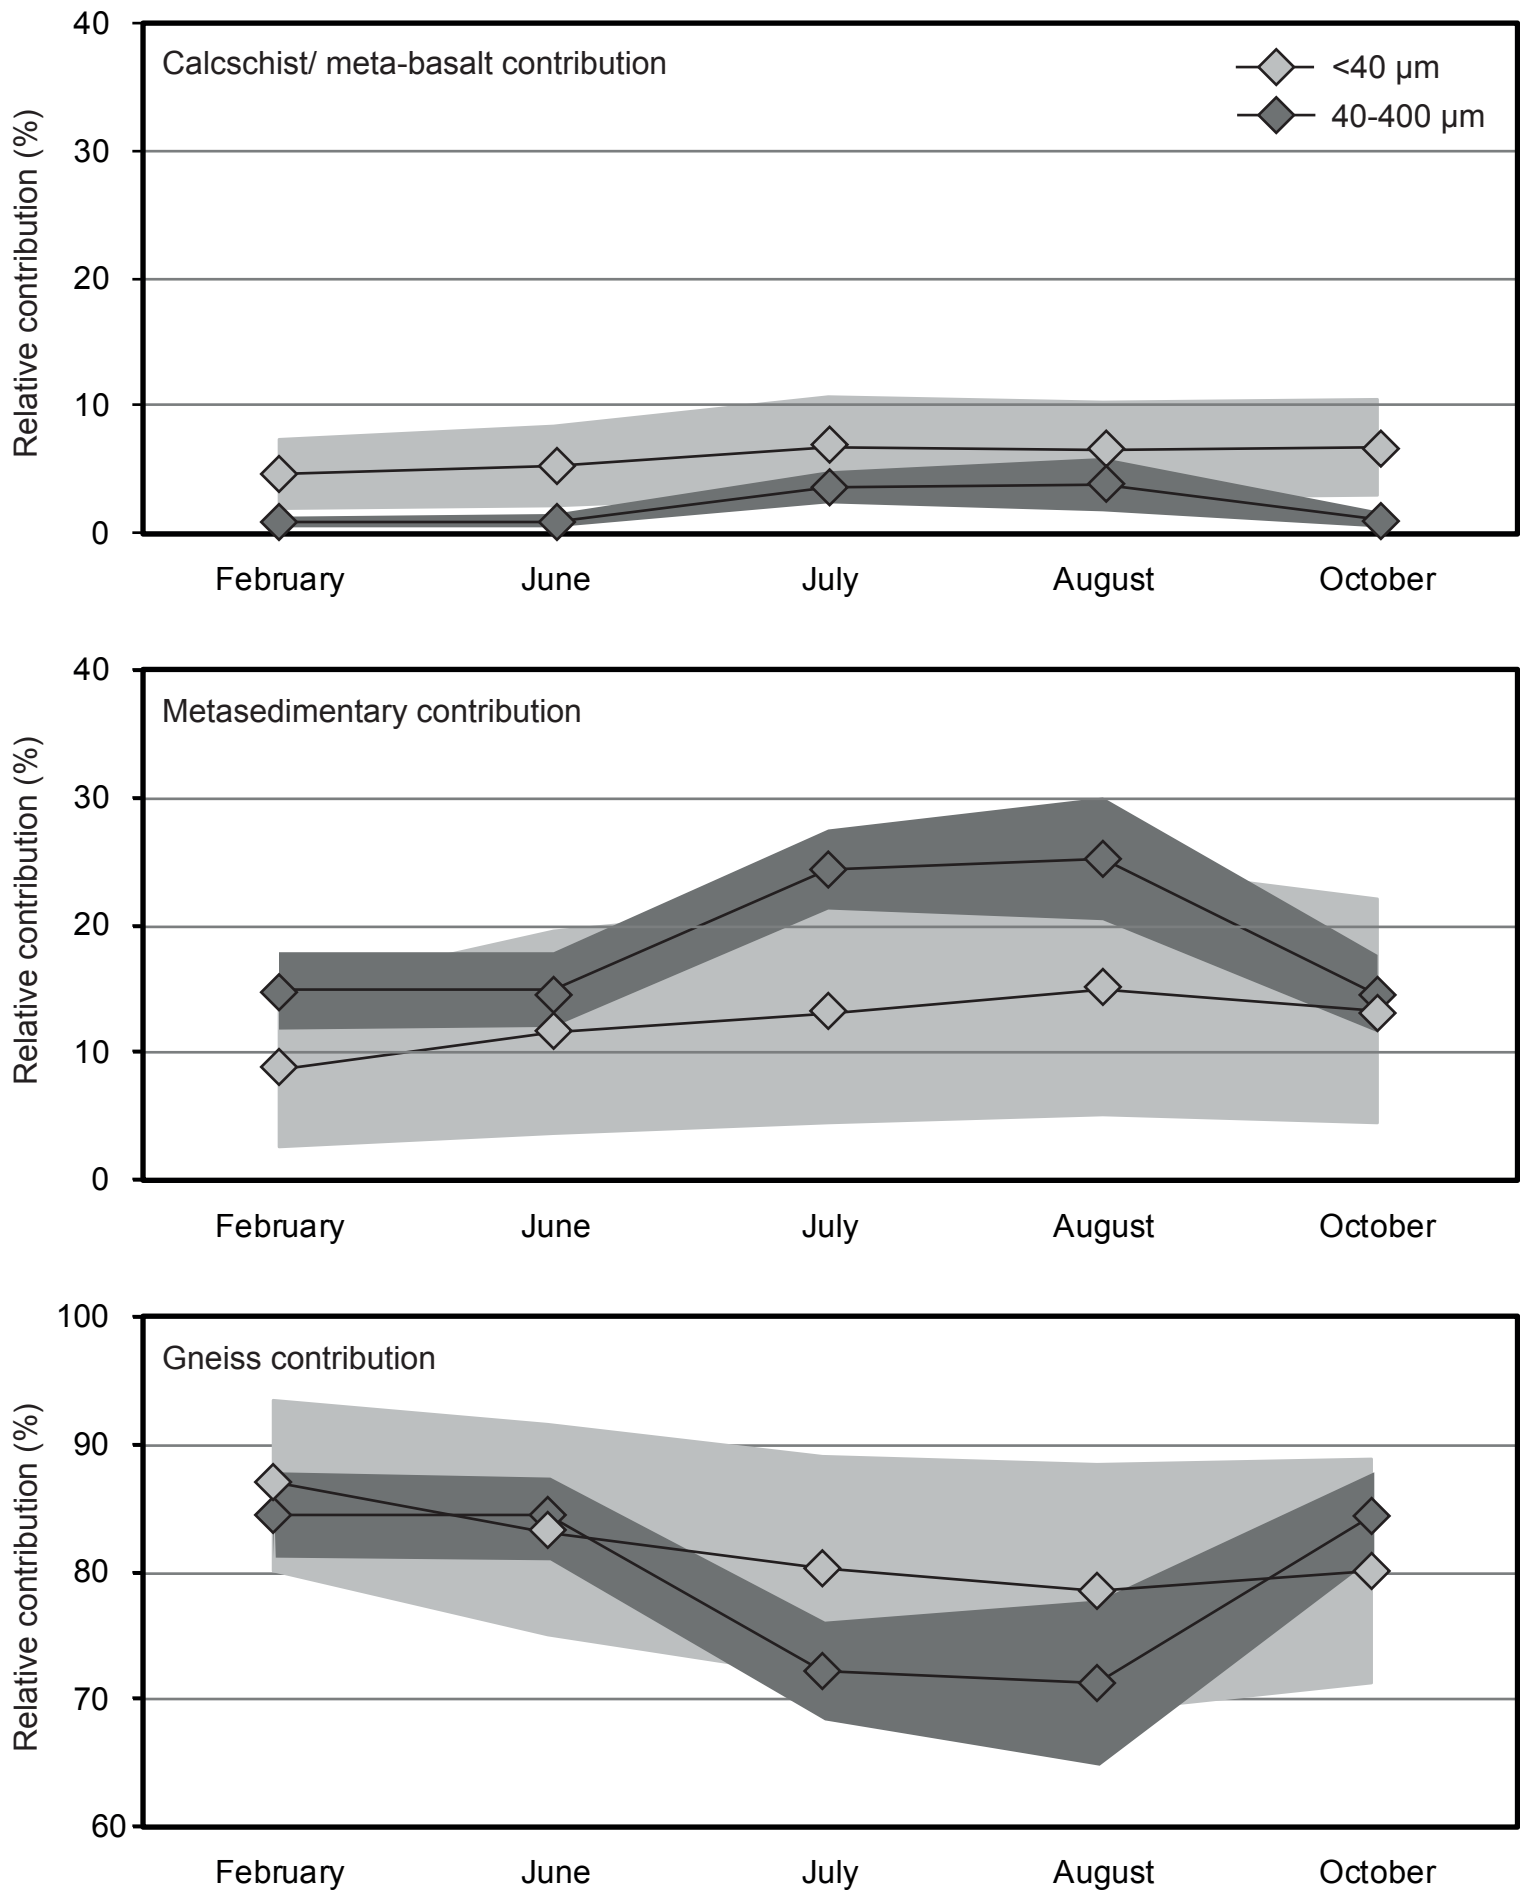 40
Calcschist/ meta-basalt contribution
<40 µm
40-400 µm
30
20
10
0
Relative contribution (%)
February June July August October
40
Metasedimentary contribution
30
20
10
0
Relative contribution (%)
February June July August October
100
Gneiss contribution
90
80
70
60
Relative contribution (%)
February June July August October